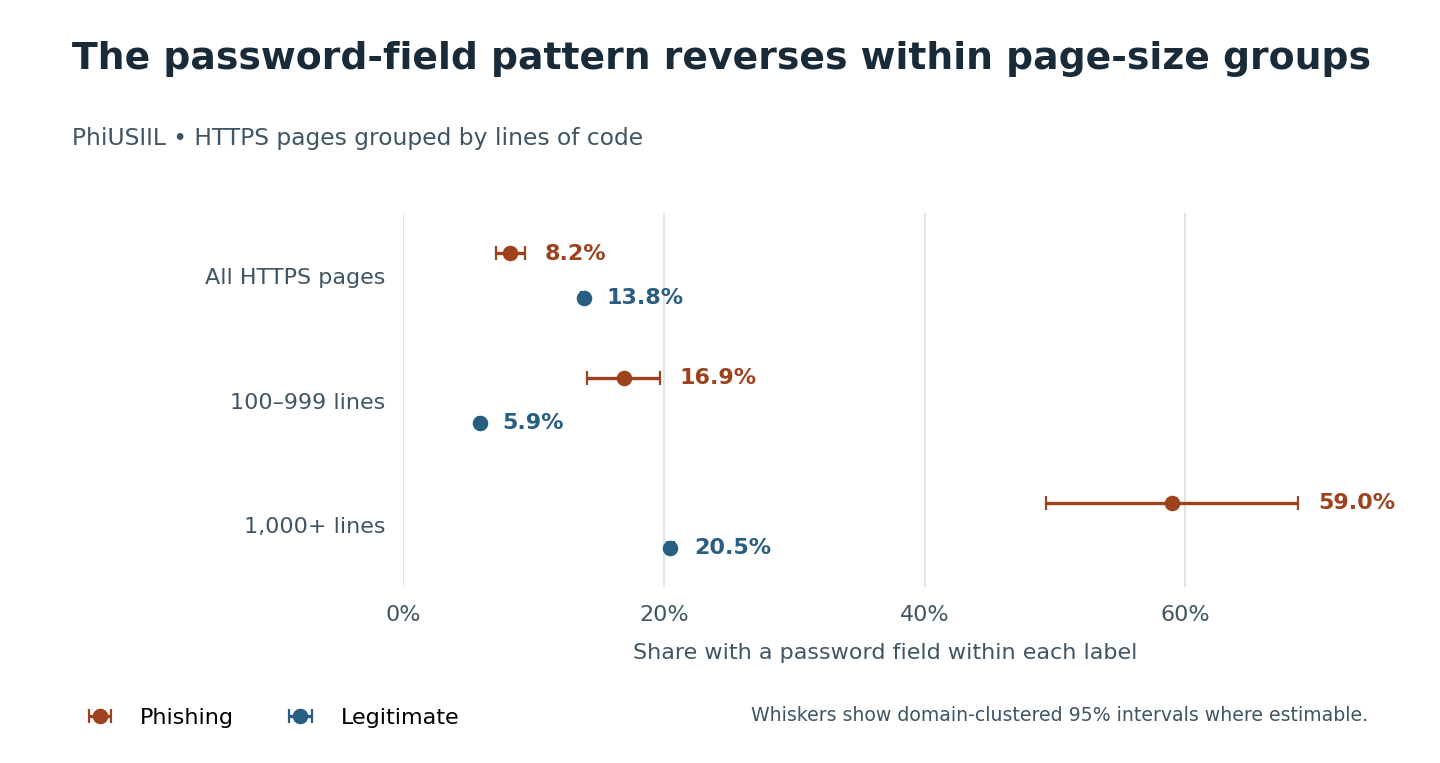 The password-field pattern reverses within page-size groups
PhiUSIIL • HTTPS pages grouped by lines of code
All HTTPS pages
8.2%
13.8%
100–999 lines
16.9%
5.9%
1,000+ lines
59.0%
20.5%
0% 20% 40% 60%
Share with a password field within each label
Phishing Legitimate
Whiskers show domain-clustered 95% intervals where estimable.